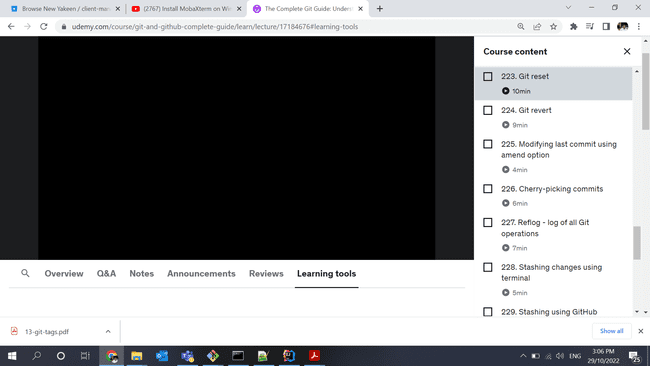 Browse New Yakeen / client-man
(2767) Install MobaXterm on Win
The Complete Git Guide: Underst
udemy.com/course/git-and-github-complete-guide/learn/lecture/17184676#learning-tools
Course content
223. Git reset
10min
224. Git revert
9min
225. Modifying last commit using
amend option
4min
226. Cherry-picking commits
6min
227. Reflog - log of all Git
operations
7min
228. Stashing changes using
terminal
5min
229. Stashing using GitHub
Overview
Q&A
Notes
Announcements
Reviews
Learning tools
13-git-tags.pdf
Show all
ENG
3:06 PM
29/10/2022
25